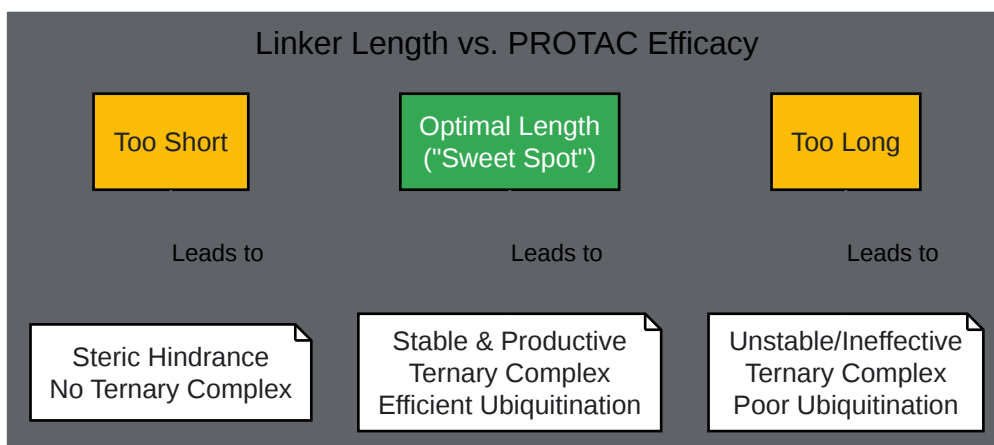 Linker Length vs. PROTAC Efficacy
Too Short
Optimal Length
("Sweet Spot")
Too Long
Leads to
Leads to
Leads to
Steric Hindrance
No Ternary Complex
Stable & Productive
Ternary Complex
Efficient Ubiquitination
Unstable/Ineffective
Ternary Complex
Poor Ubiquitination